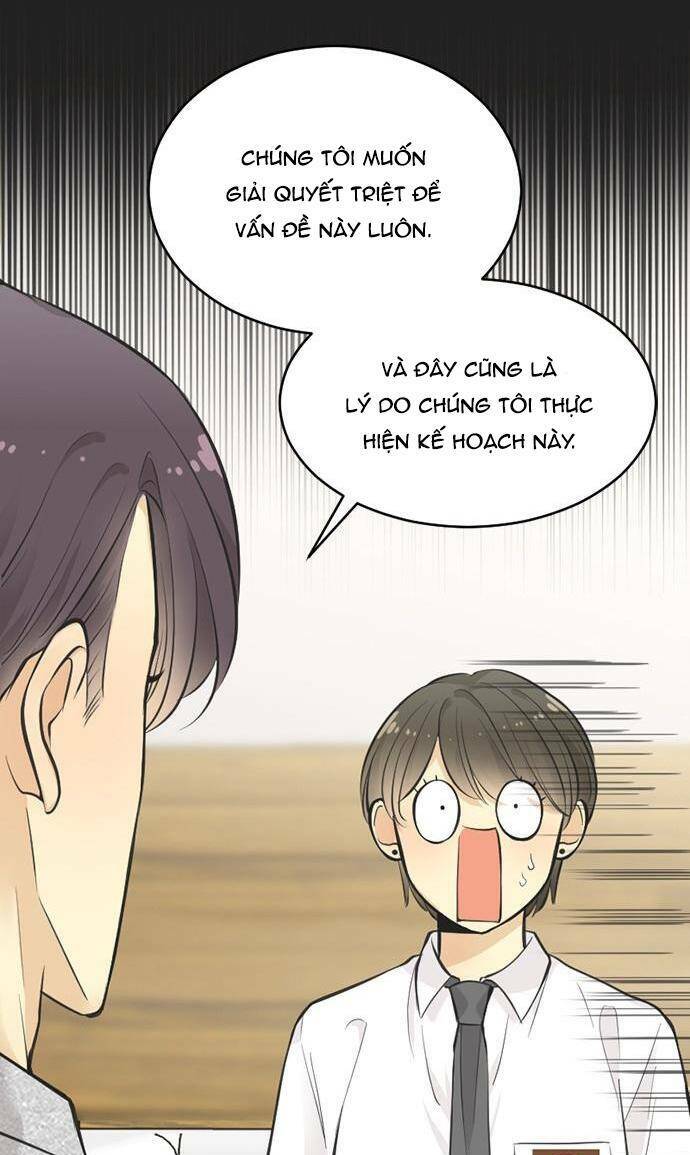 CHÚNG TÔI MUỐN
GIẢI QUYẾT TRIỆT ĐỂ
VẤN ĐỀ NÀY LUÔN.
VÀ ĐÂY CŨNG LÀ
LÝ DO CHÚNG TÔI THỰC
HIỆN KẾ HOẠCH NÀY.